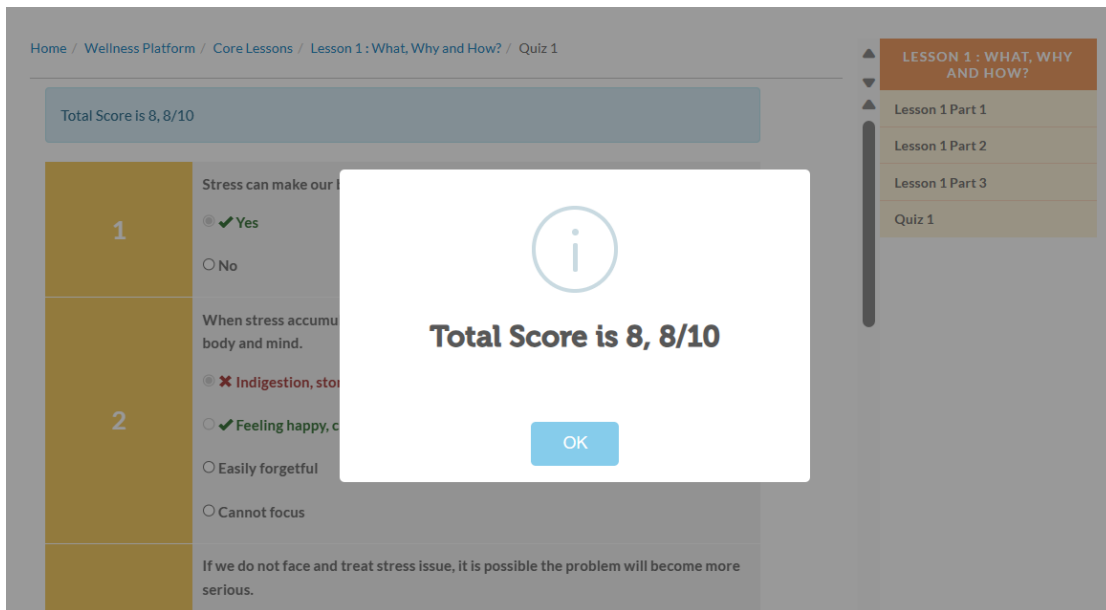 Home / Wellness Platform / Core Lessons / Lesson 1 : What, Why and How? / Quiz 1
LESSON 1 : WHAT, WHY
AND HOW?
Lesson 1 Part 1
Lesson 1 Part 2
Lesson 1 Part 3
Quiz 1
Total Score is 8, 8/10
1
Stress can make our
Yes
No
2
When stress accumu
body and mind.
Indigestion,
Feeling happy,
Easily forgetful
Cannot focus
If we do not face and treat stress issue, it is possible the problem will become more
serious.
i
Total Score is 8, 8/10
OK